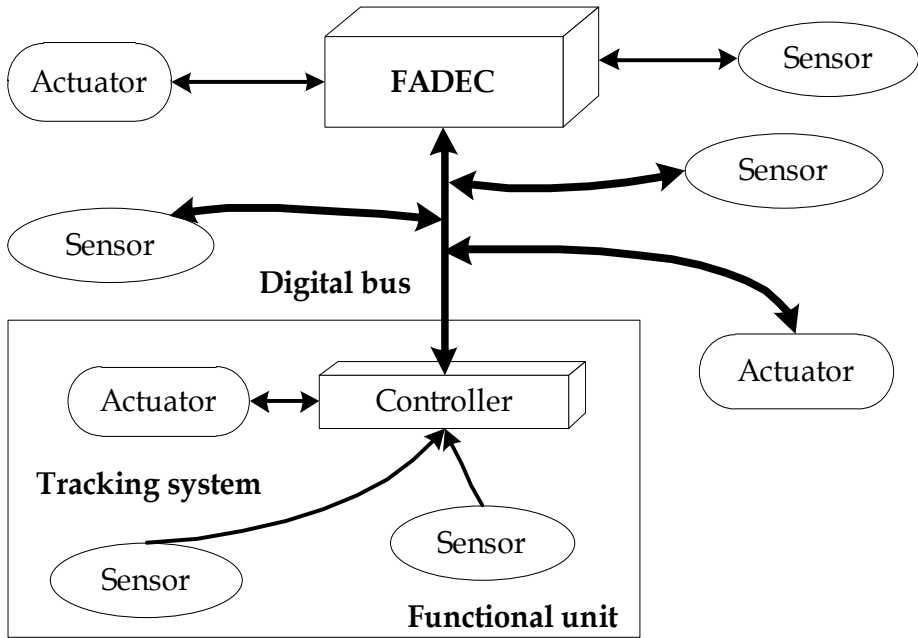 Actuator
FADEC
Sensor
Sensor
Sensor
Digital bus
Actuator
Actuator
Controller
Tracking system
Sensor
Sensor
Functional unit